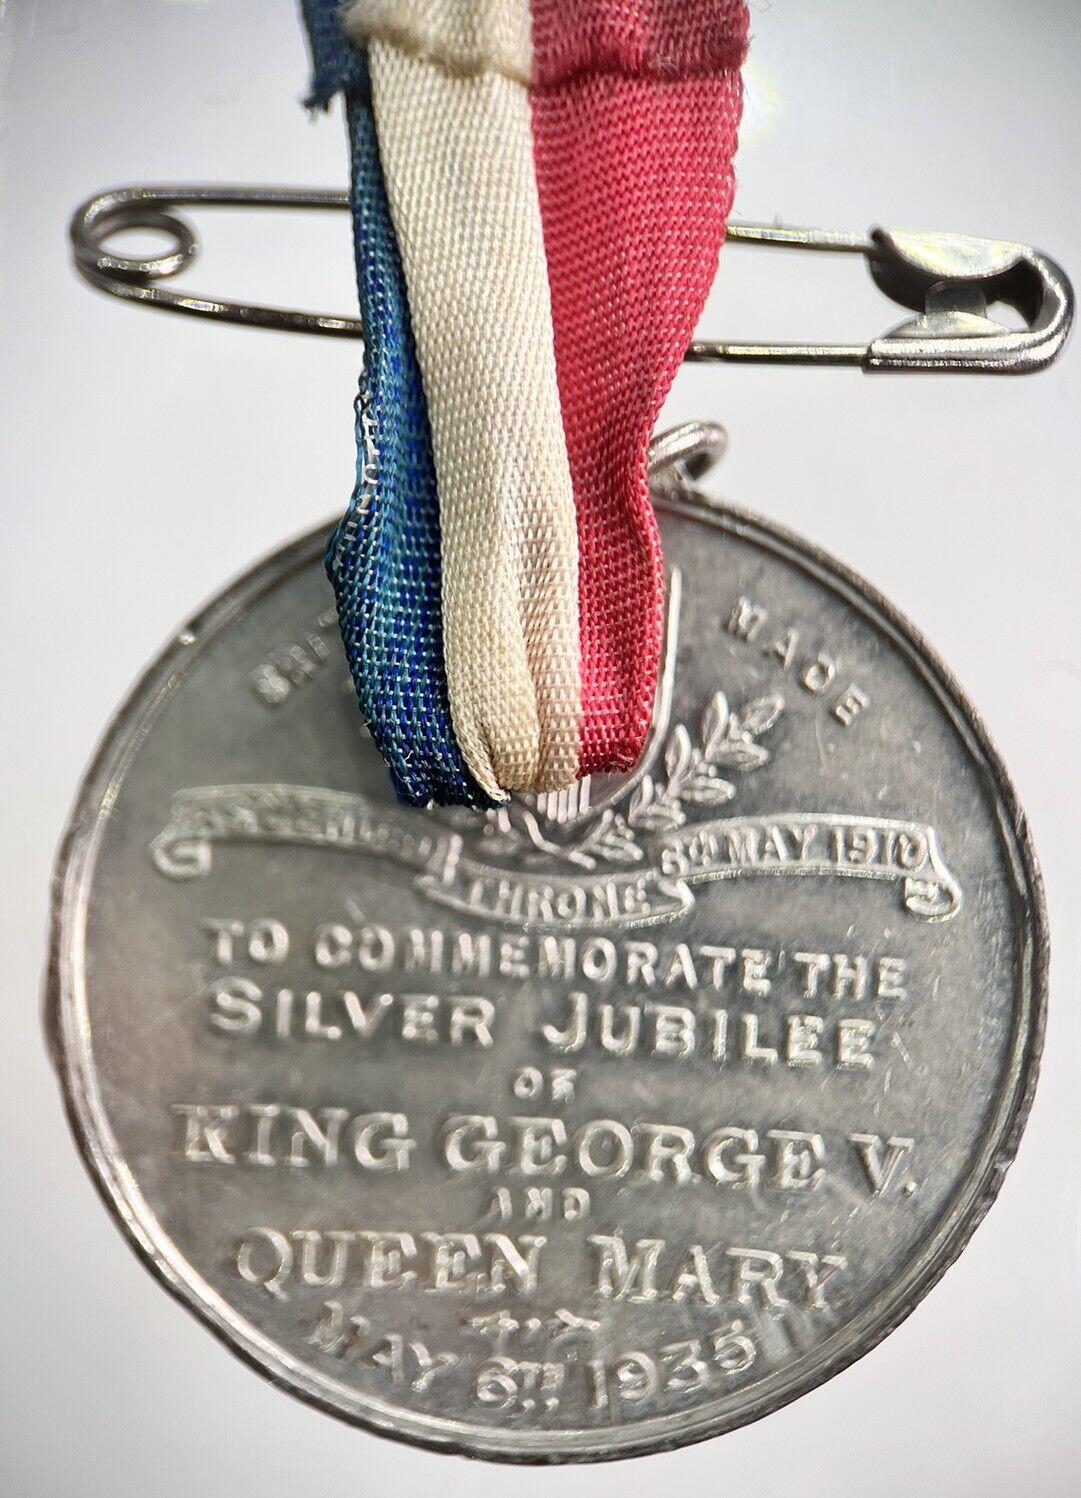 MADE
THRONE 6TH MAY 1910
TO COMMEMORATE THE
SILVER JUBILEE
OF
KING GEORGE V.
AND
QUEEN MARY
MAY 6TH 1935